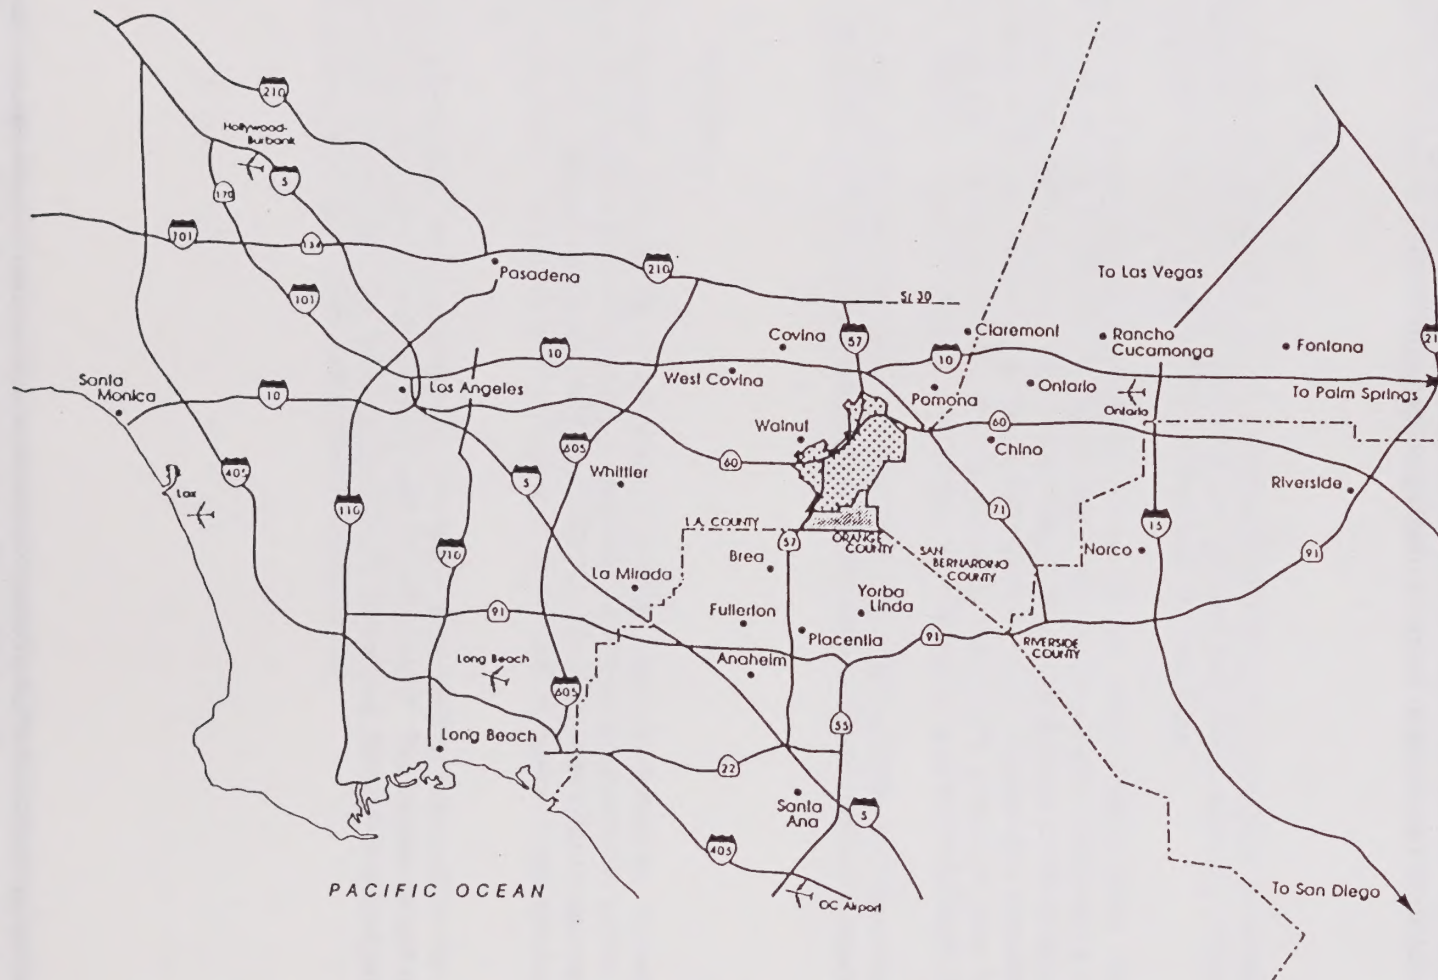 210
Hollywood-
Burbank
5
170
101
134
Pasadena
210
101
St. 30
To Las Vegas
Covina
57
Claremont
Rancho
Cucamonga
Fontana
21
10
10
West Covina
Pomona
Ontario
Ontario
To Palm Springs
Santa
Monica
10
Los Angeles
Walnut
60
Chino
605
Whittier
60
405
5
Riverside
Lax
110
710
L.A. COUNTY
57
ORANGE
COUNTY
SAN
BERNARDINO
COUNTY
71
15
Norco
91
Brea
La Mirada
Yorba
Linda
91
Fullerton
Placentia
91
RIVERSIDE
COUNTY
Anaheim
Long Beach
605
55
Long Beach
22
Santa
Ana
5
405
PACIFIC OCEAN
OC Airport
To San Diego